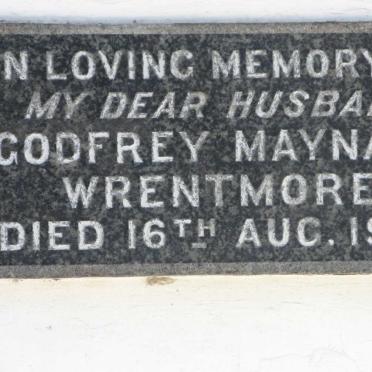 N LOVING MEMORY
MY DEAR HUSBA
GODFREY MAYNA
WRENTMORE
DIED 16TH AUG. 19